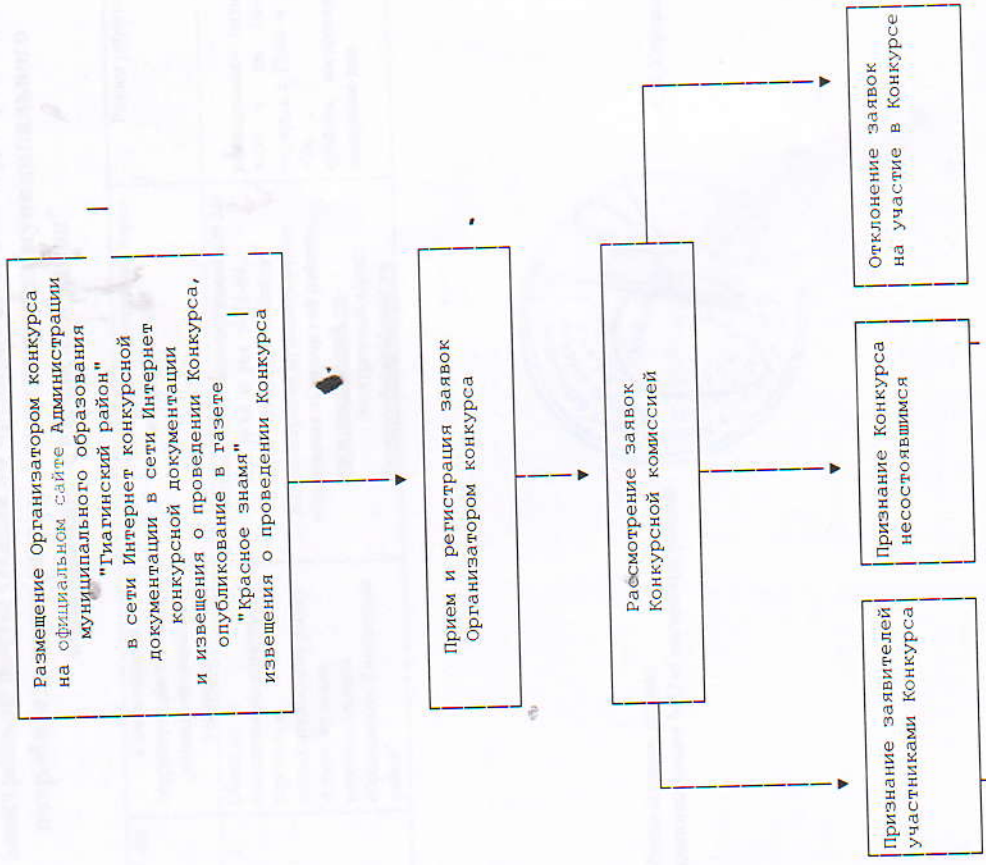 Размещение Организатором конкурса
на официальном сайте Администрации
муниципального образования
"Гиагинский район"
в сети Интернет конкурсной
документации в сети Интернет
конкурсной документации
и извещения о проведении Конкурса,
опубликование в газете
"Красное знамя"
извещения о проведении Конкурса
Прием и регистрация заявок
Организатором конкурса
Рассмотрение заявок
Конкурсной комиссией
Признание заявителей
участниками Конкурса
Признание Конкурса
несостоявшимся
Отклонение заявок
на участие в Конкурсе